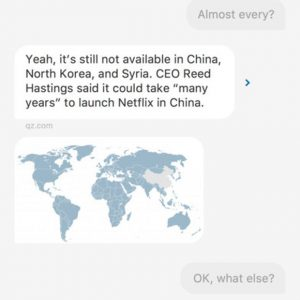 Almost every?
Yeah, it's still not available in China,
North Korea, and Syria. CEO Reed
Hastings said it could take “many
years” to launch Netflix in China.
qz.com
OK, what else?